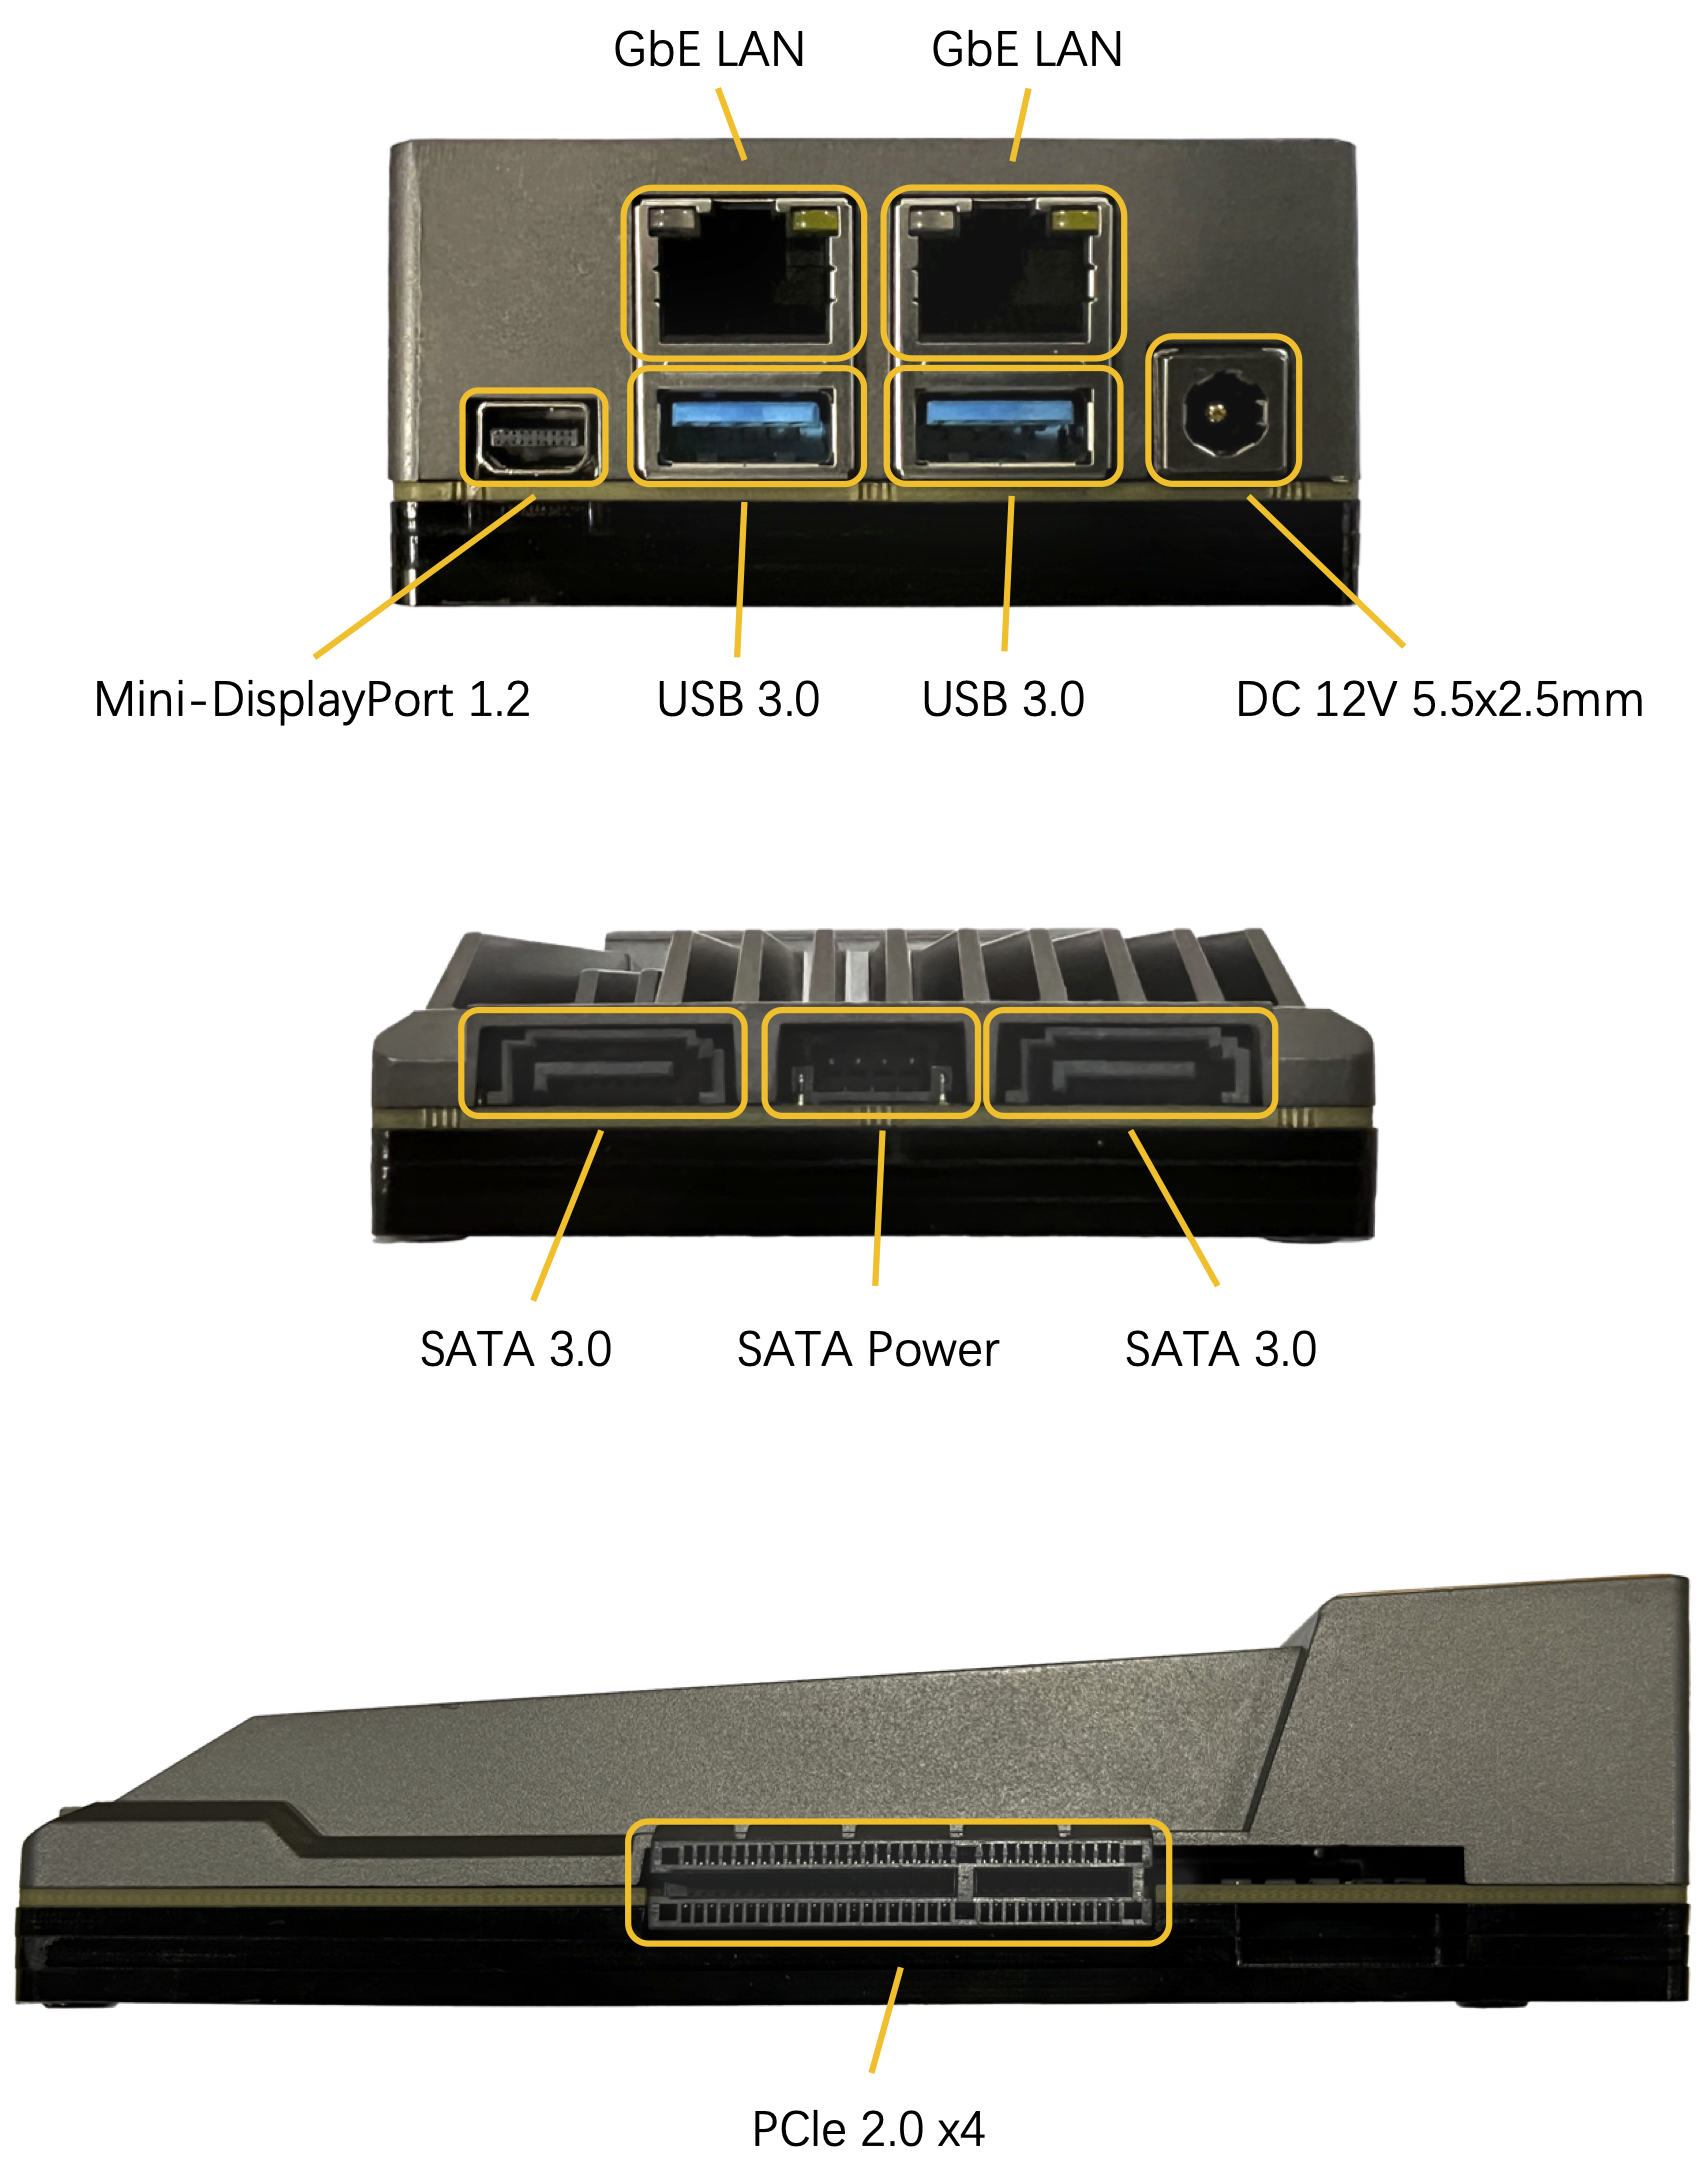 GbE LAN GbE LAN
Mini-DisplayPort 1.2 USB 3.0 USB 3.0 DC 12V 5.5x2.5mm
SATA 3.0 SATA Power SATA 3.0
PCIe 2.0 x4